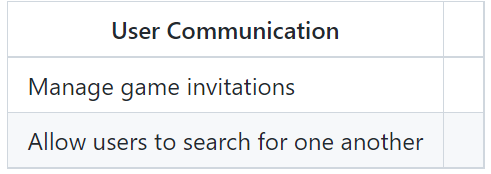 User Communication
Manage game invitations
Allow users to search for one another